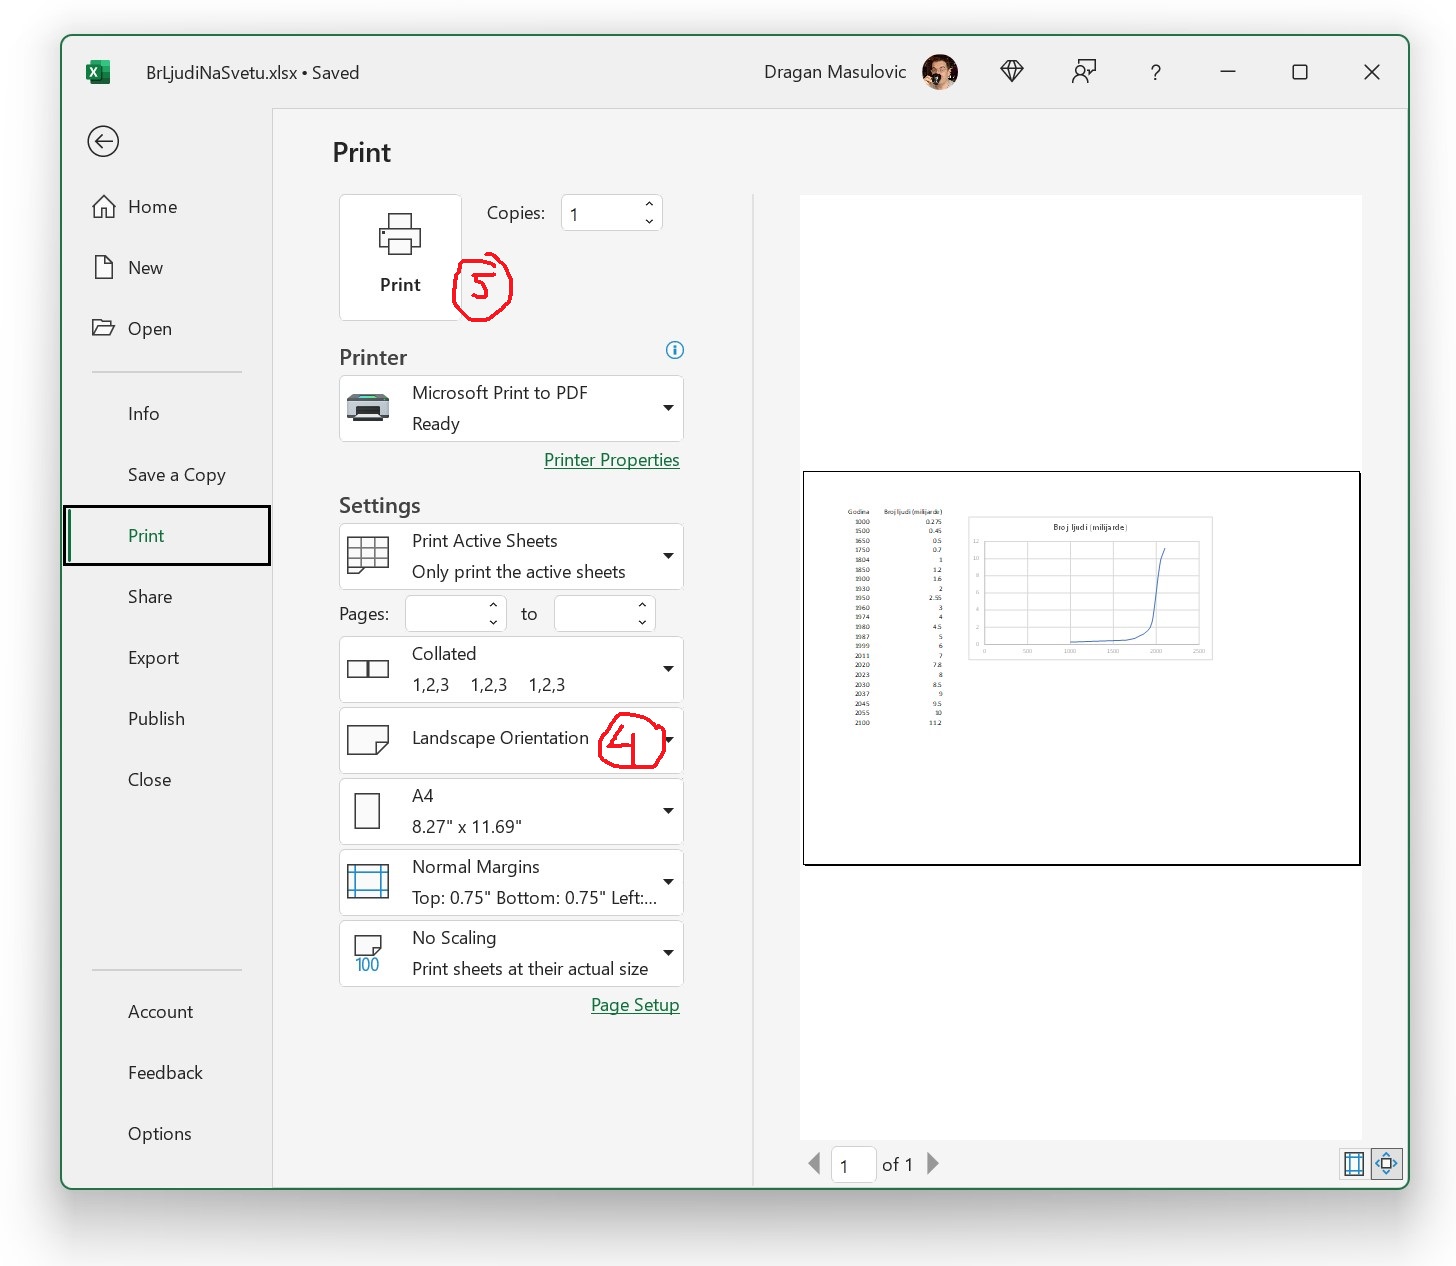 BrLjudiNaSvetu.xlsx • Saved
Dragan Masulovic
?
Home
New
Open
Info
Save a Copy
Print
Share
Export
Publish
Close
Account
Feedback
Options
Print
Print
Copies: 1
5
Printer
Microsoft Print to PDF
Ready
Printer Properties
Settings
Print Active Sheets
Only print the active sheets
Pages: to
Collated
1,2,3 1,2,3 1,2,3
Landscape Orientation
4
A4
8.27" x 11.69"
Normal Margins
Top: 0.75" Bottom: 0.75" Left:...
100
No Scaling
Print sheets at their actual size
Page Setup
Godina Broj ljudi (milijarde)
1000 0.275
1500 0.45
1650 0.5
1750 0.7
1804 1
1850 1.2
1900 1.6
1930 2
1950 2.55
1960 3
1974 4
1980 4.5
1987 5
1999 6
2011 7
2020 7.8
2023 8
2030 8.5
2037 9
2045 9.5
2055 10
2100 11.2
Broj ljudi (milijarde)
12
10
8
6
4
2
0
0 500 1000 1500 2000 2500
1 of 1